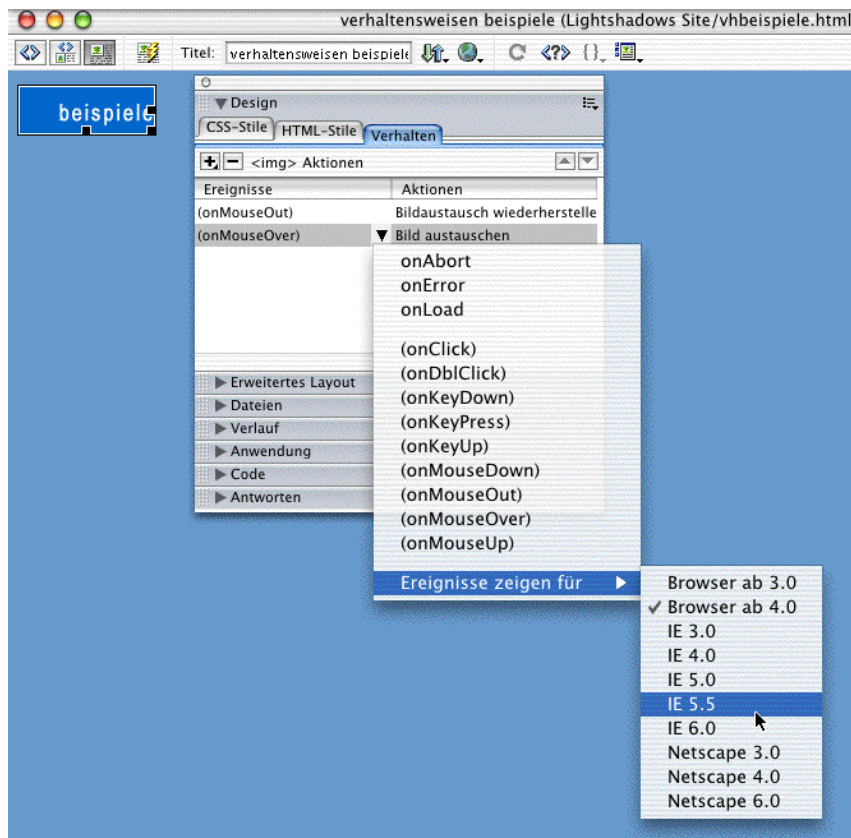 verhaltensweisen beispiele (Lightshadows Site/vhbeispiele.html
Titel: verhaltensweisen beispiele
beispiele
Design
CSS-Stile HTML-Stile Verhalten
<img> Aktionen
Ereignisse Aktionen
(onMouseOut) Bildaustausch wiederherstelle
(onMouseOver) Bild austauschen
onAbort
onError
onLoad
(onClick)
(onDblClick)
(onKeyDown)
(onKeyPress)
(onKeyUp)
(onMouseDown)
(onMouseOut)
(onMouseOver)
(onMouseUp)
Ereignisse zeigen für
Erweitertes Layout
Dateien
Verlauf
Anwendung
Code
Antworten
Browser ab 3.0
Browser ab 4.0
IE 3.0
IE 4.0
IE 5.0
IE 5.5
IE 6.0
Netscape 3.0
Netscape 4.0
Netscape 6.0